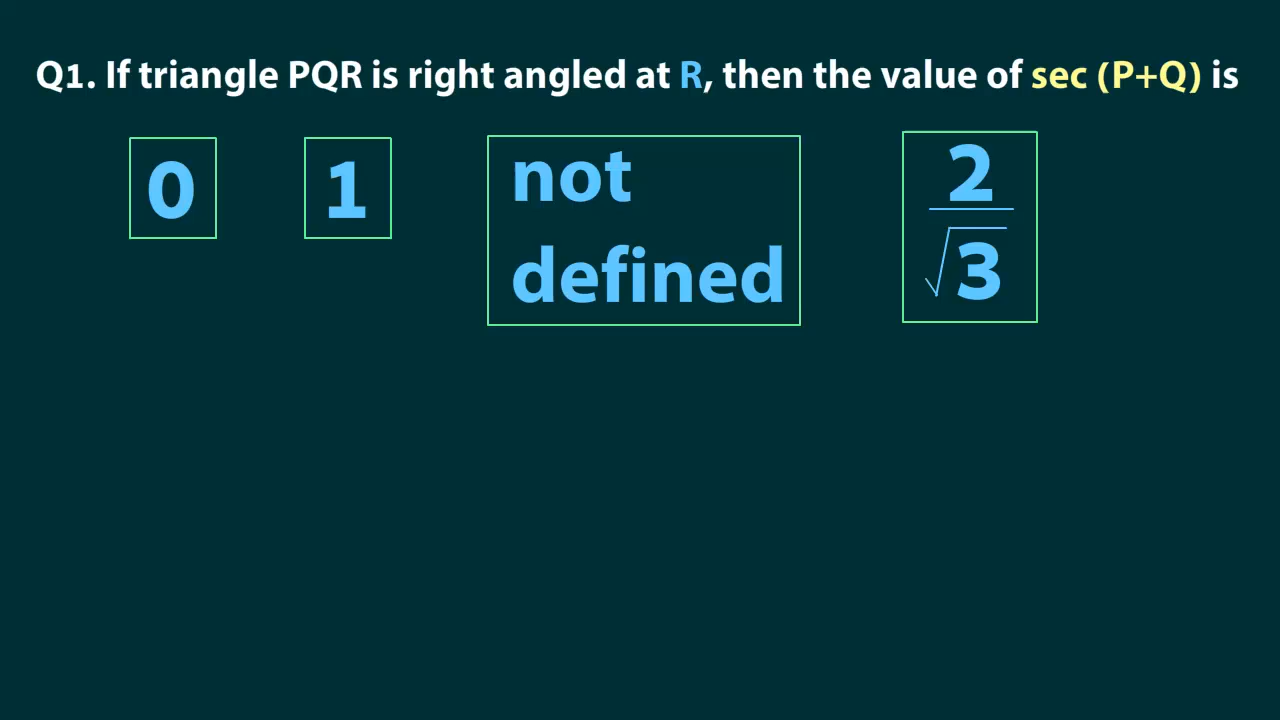 Q1. If triangle PQR is right angled at R, then the value of sec (P+Q) is
0 1 not defined 2/√3